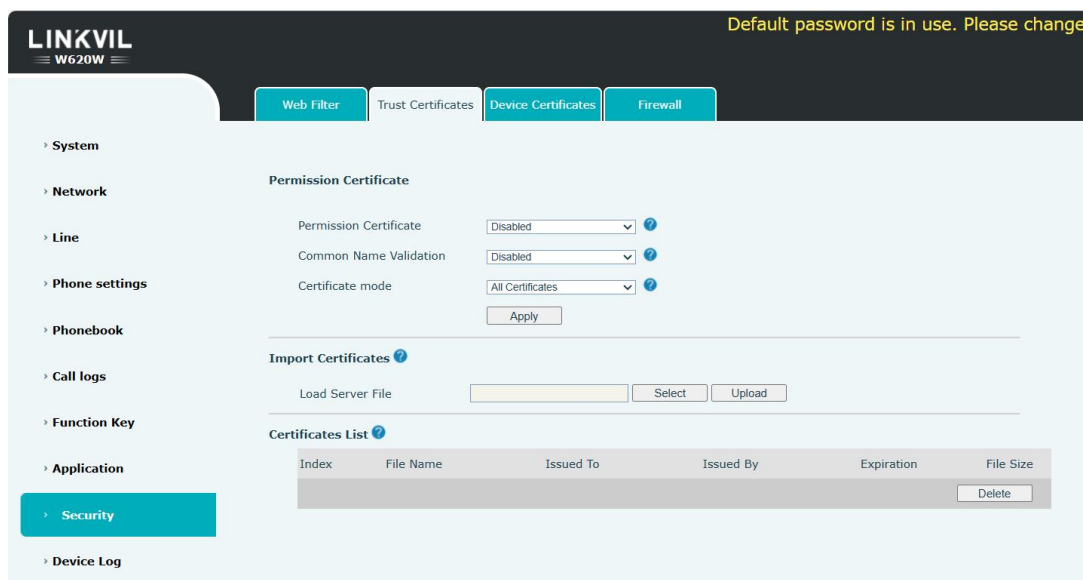 Default password is in use. Please change
LINKVIL
W620W
Web Filter
Trust Certificates
Device Certificates
Firewall
System
Network
Line
Phone settings
Phonebook
Call logs
Function Key
Application
Security
Device Log
Permission Certificate
Permission Certificate Disabled
Common Name Validation Disabled
Certificate mode All Certificates
Apply
Import Certificates
Load Server File Select Upload
Certificates List
Index File Name Issued To Issued By Expiration File Size
Delete